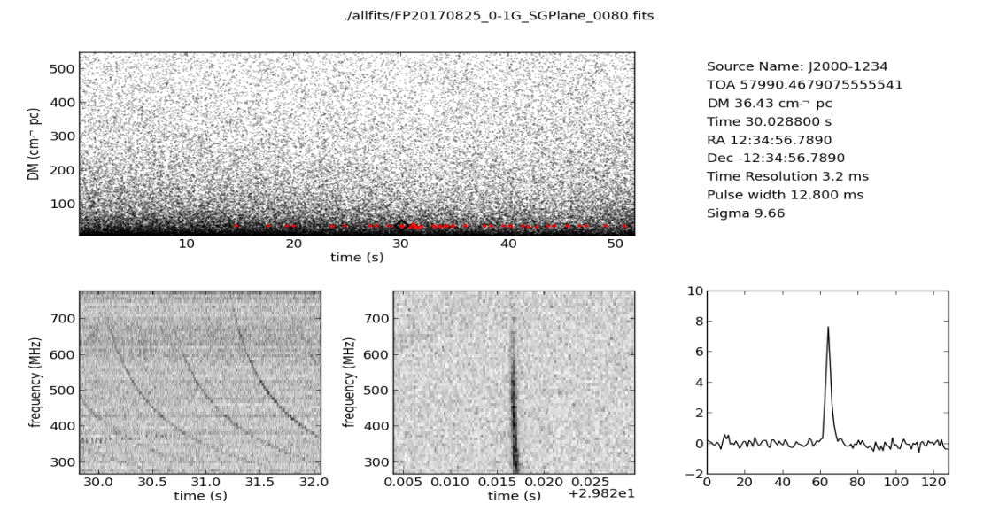 ./allfits/FP20170825_0-1G_SGPlane_0080.fits
500
400
300
200
100
DM (cm⁻ pc)
10 20 30 40 50
time (s)
Source Name: J2000-1234
TOA 57990.4679075555541
DM 36.43 cm⁻ pc
Time 30.028800 s
RA 12:34:56.7890
Dec -12:34:56.7890
Time Resolution 3.2 ms
Pulse width 12.800 ms
Sigma 9.66
700
600
500
400
300
frequency (MHz)
30.0 30.5 31.0 31.5 32.0
time (s)
700
600
500
400
300
frequency (MHz)
0.005 0.010 0.015 0.020 0.025
time (s) +2.982e1
10
8
6
4
2
0
−2
0 20 40 60 80 100 120